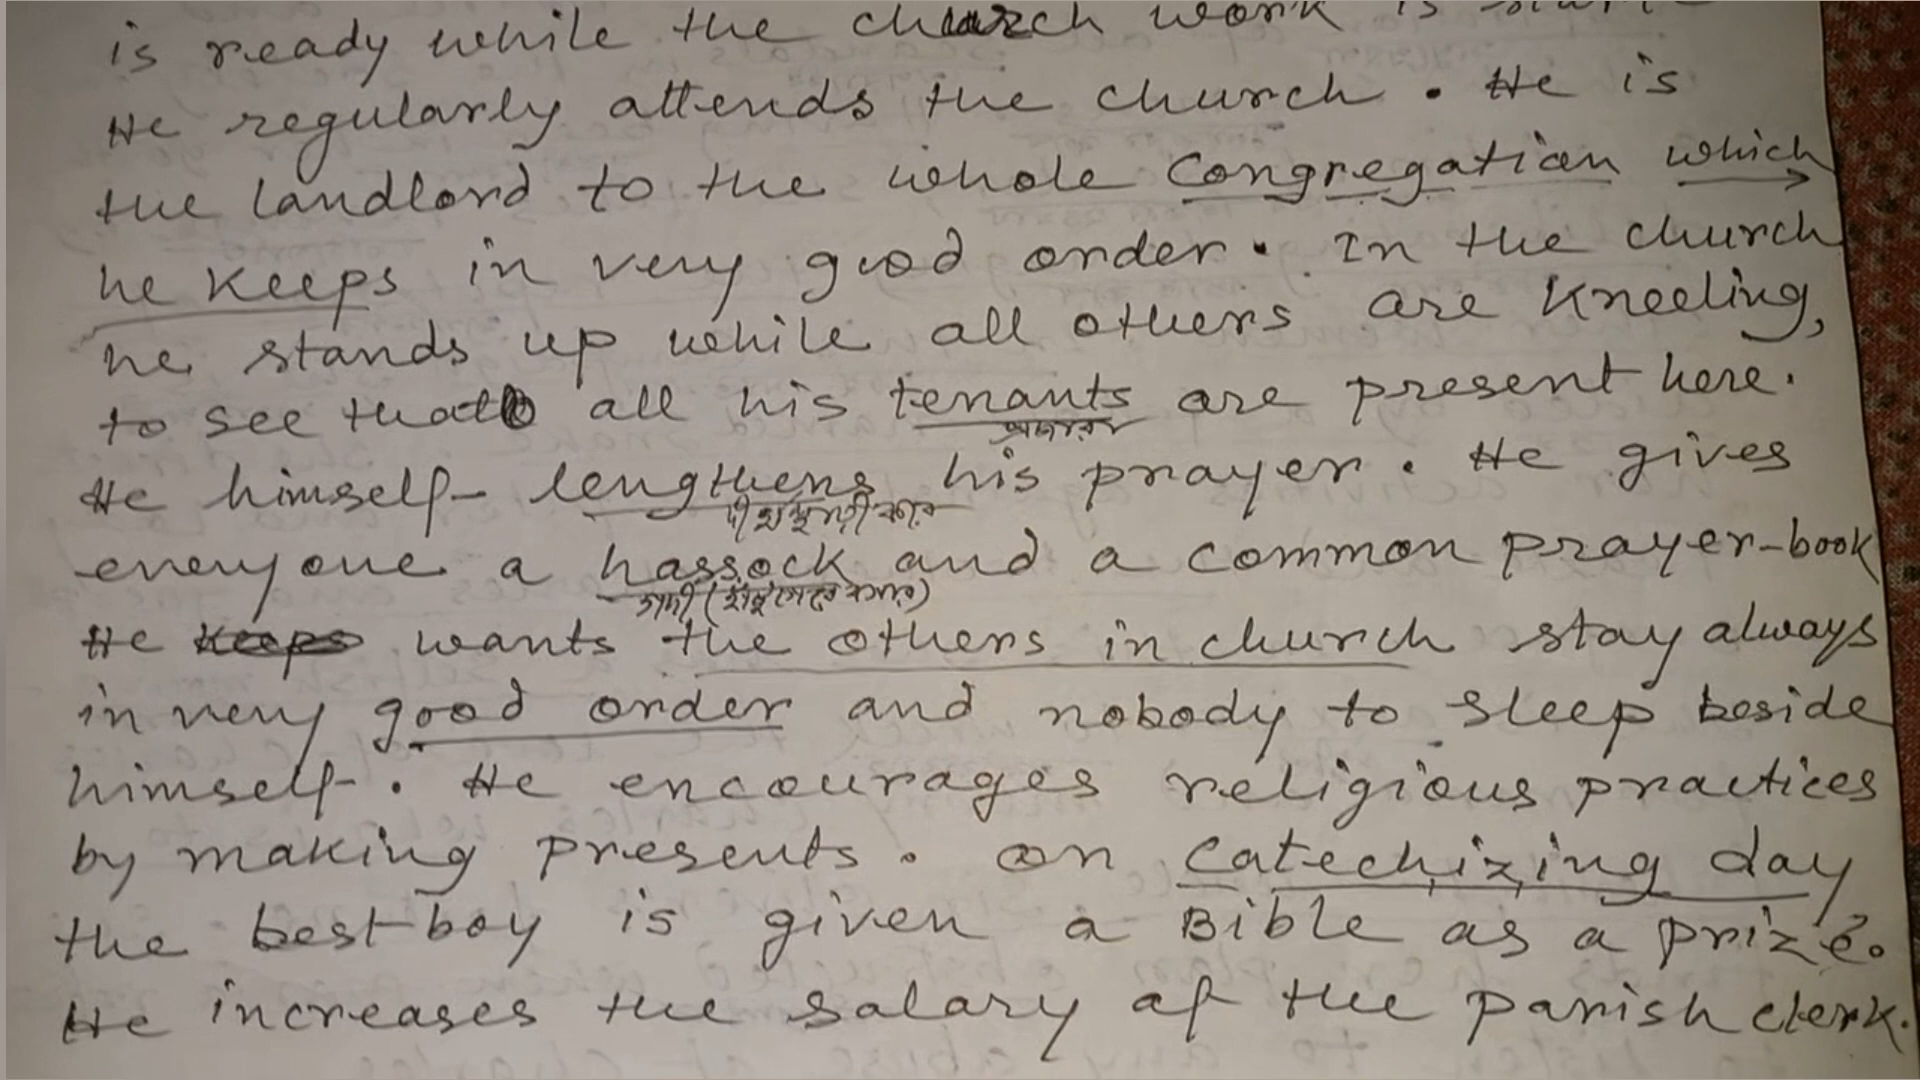 is ready while the church work is
He regularly attends the church. He is
the landlord to the whole congregation which
he keeps in very good order. In the church
he stands up while all others are kneeling,
to see that all his tenants are present here.
He himself lengthens his prayer. He gives
everyone a hassock and a common prayer-book
He keeps wants the others in church stay always
in very good order and nobody to sleep beside
himself. He encourages religious practices
by making presents. on catechizing day
the best boy is given a Bible as a prize.
He increases the salary of the parish clerk.